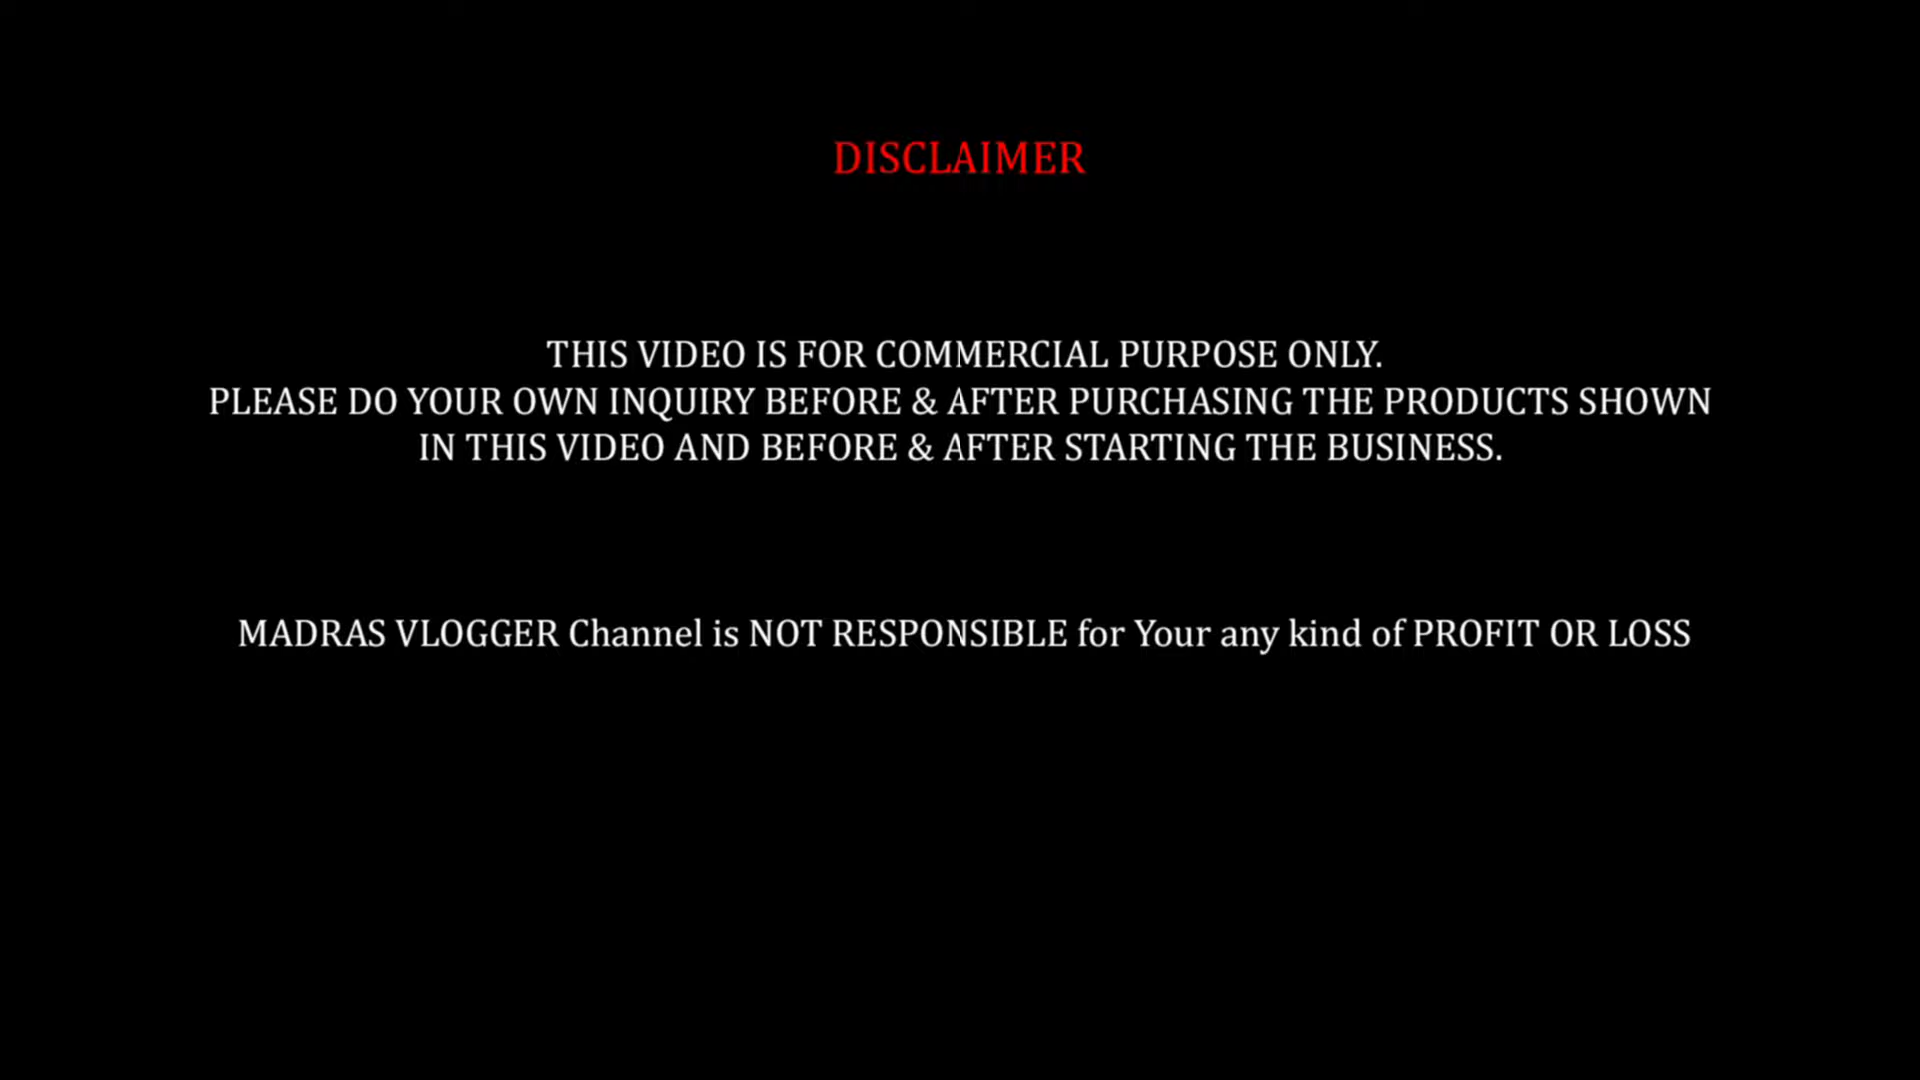 DISCLAIMER
THIS VIDEO IS FOR COMMERCIAL PURPOSE ONLY.
PLEASE DO YOUR OWN INQUIRY BEFORE & AFTER PURCHASING THE PRODUCTS SHOWN
IN THIS VIDEO AND BEFORE & AFTER STARTING THE BUSINESS.
MADRAS VLOGGER Channel is NOT RESPONSIBLE for Your any kind of PROFIT OR LOSS